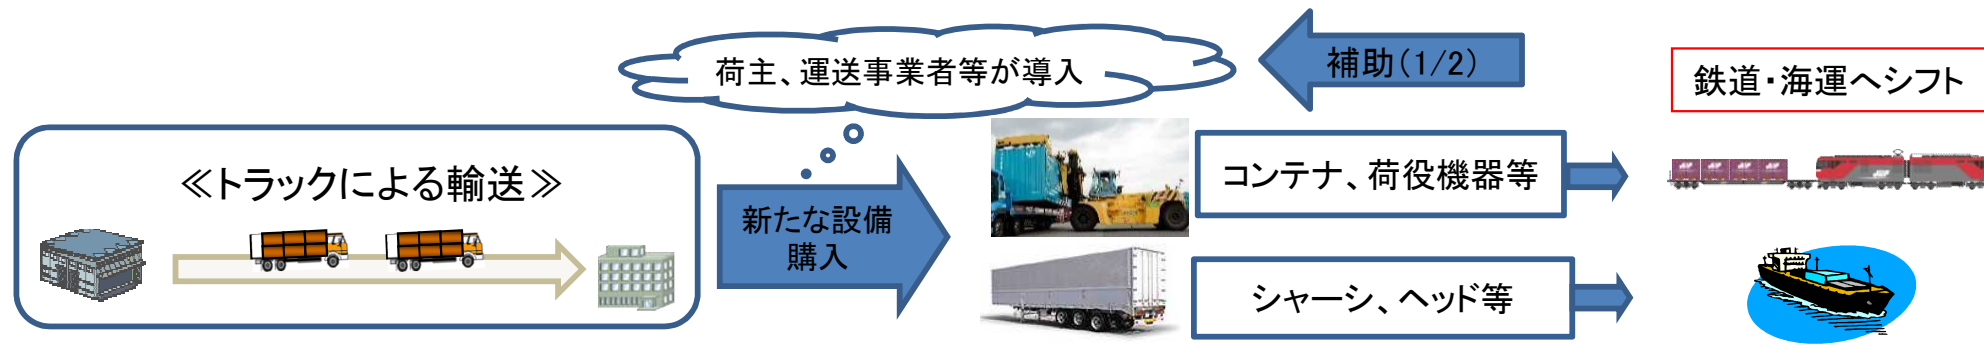 荷主、運送事業者等が導入
補助(1/2)
鉄道・海運へシフト
≪トラックによる輸送≫
新たな設備
購入
コンテナ、荷役機器等
シャーシ、ヘッド等